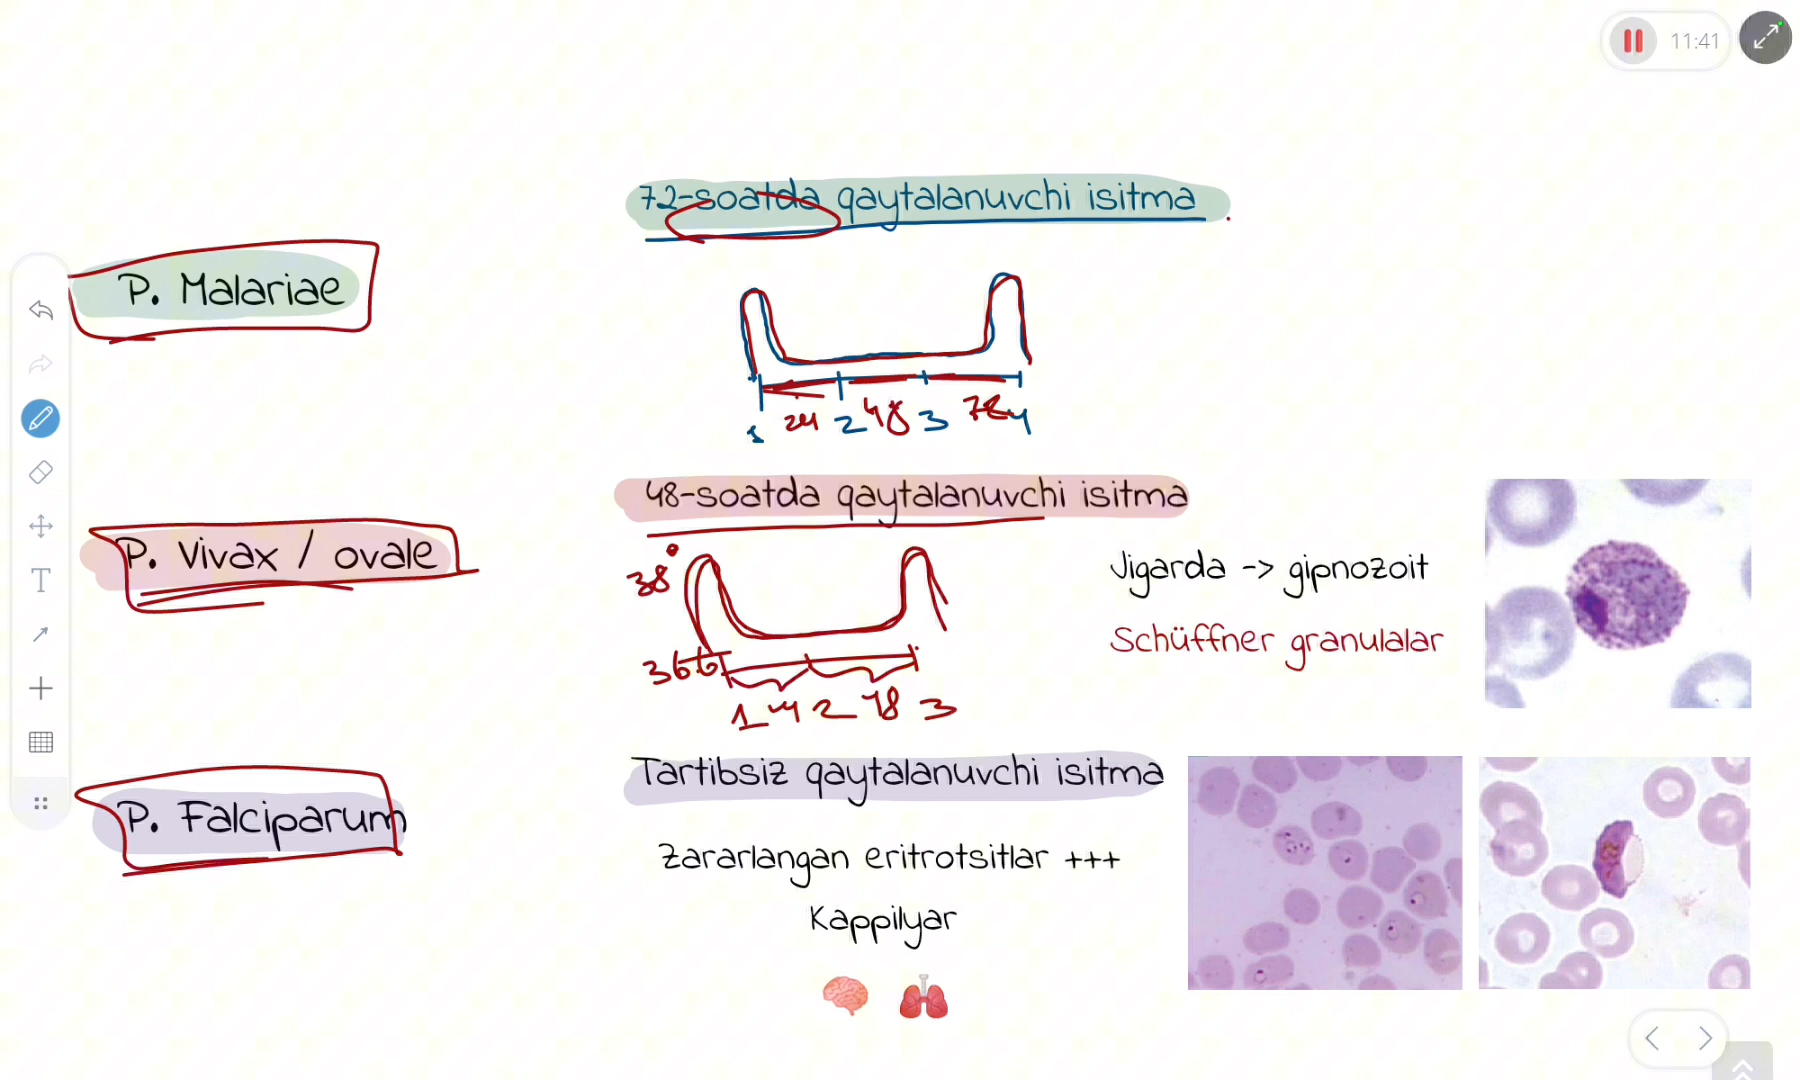 11:41
72-soatda qaytalanuvchi isitma
P. Malariae
24 2 48 3 72 4
48-soatda qaytalanuvchi isitma
P. Vivax / ovale
38°
Jigarda -> gipnozoit
Schüffner granulalar
36 6
1 24 2 48 3
Tartibsiz qaytalanuvchi isitma
P. Falciparum
Zararlangan eritrotsitlar +++
Kappilyar